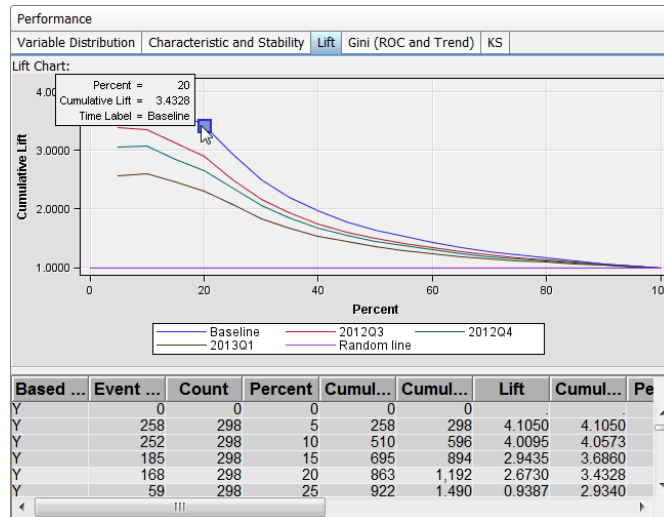 Performance
Variable Distribution Characteristic and Stability Lift Gini (ROC and Trend) KS
Lift Chart:
Percent = 20
Cumulative Lift = 3.4328
Time Label = Baseline
4.00
3.0000
2.0000
1.0000
Cumulative Lift
0 20 40 60 80 100
Percent
Baseline 2012Q3 2012Q4
2013Q1 Random line
Based ... Event ... Count Percent Cumul... Cumul... Lift Cumul... Pe
Y 0 0 0 0 0 . .
Y 258 298 5 258 298 4.1050 4.1050
Y 252 298 10 510 596 4.0095 4.0573
Y 185 298 15 695 894 2.9435 3.6860
Y 168 298 20 863 1,192 2.6730 3.4328
Y 59 298 25 922 1,490 0.9387 2.9340